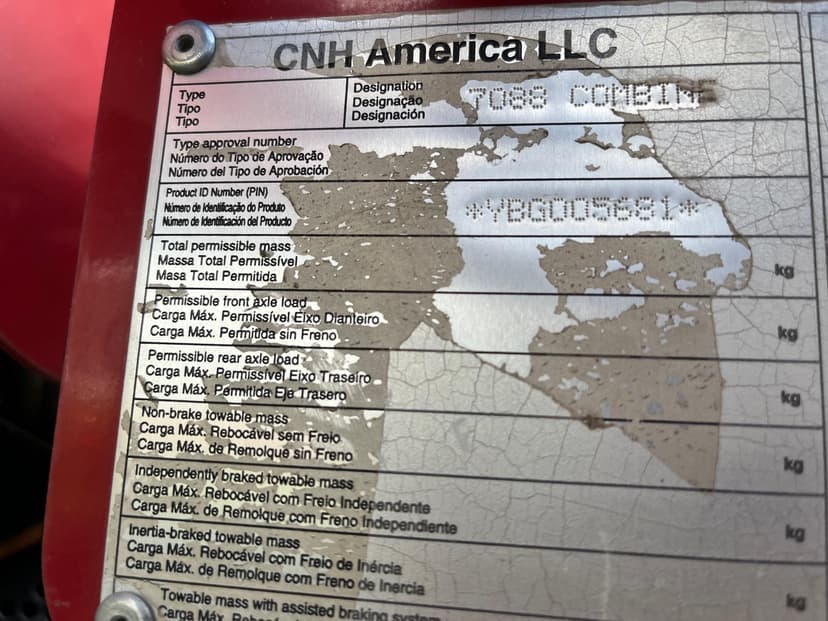 CNH America LLC
Type
Tipo
Tipo
Designation
Designação
Designación
7088 COMBINE
Type approval number
Número do Tipo de Aprovação
Número del Tipo de Aprobación
Product ID Number (PIN)
Número de Identificação do Produto
Número de Identificación del Producto
*YBG005681*
Total permissible mass
Massa Total Permissível
Masa Total Permitida
kg
Permissible front axle load
Carga Máx. Permissível Eixo Dianteiro
Carga Máx. Permitida sin Freno
kg
Permissible rear axle load
Carga Máx. Permissível Eixo Traseiro
Carga Máx. Permitida Eje Trasero
kg
Non-brake towable mass
Carga Máx. Rebocável sem Freio
Carga Máx. de Remolque sin Freno
kg
Independently braked towable mass
Carga Máx. Rebocável com Freio Independente
Carga Máx. de Remolque com Freno Independiente
kg
Inertia-braked towable mass
Carga Máx. Rebocável com Freio de Inércia
Carga Máx. de Remolque com Freno de Inercia
kg
Towable mass with assisted braking system
Carga Máx. Rebocável com Freio